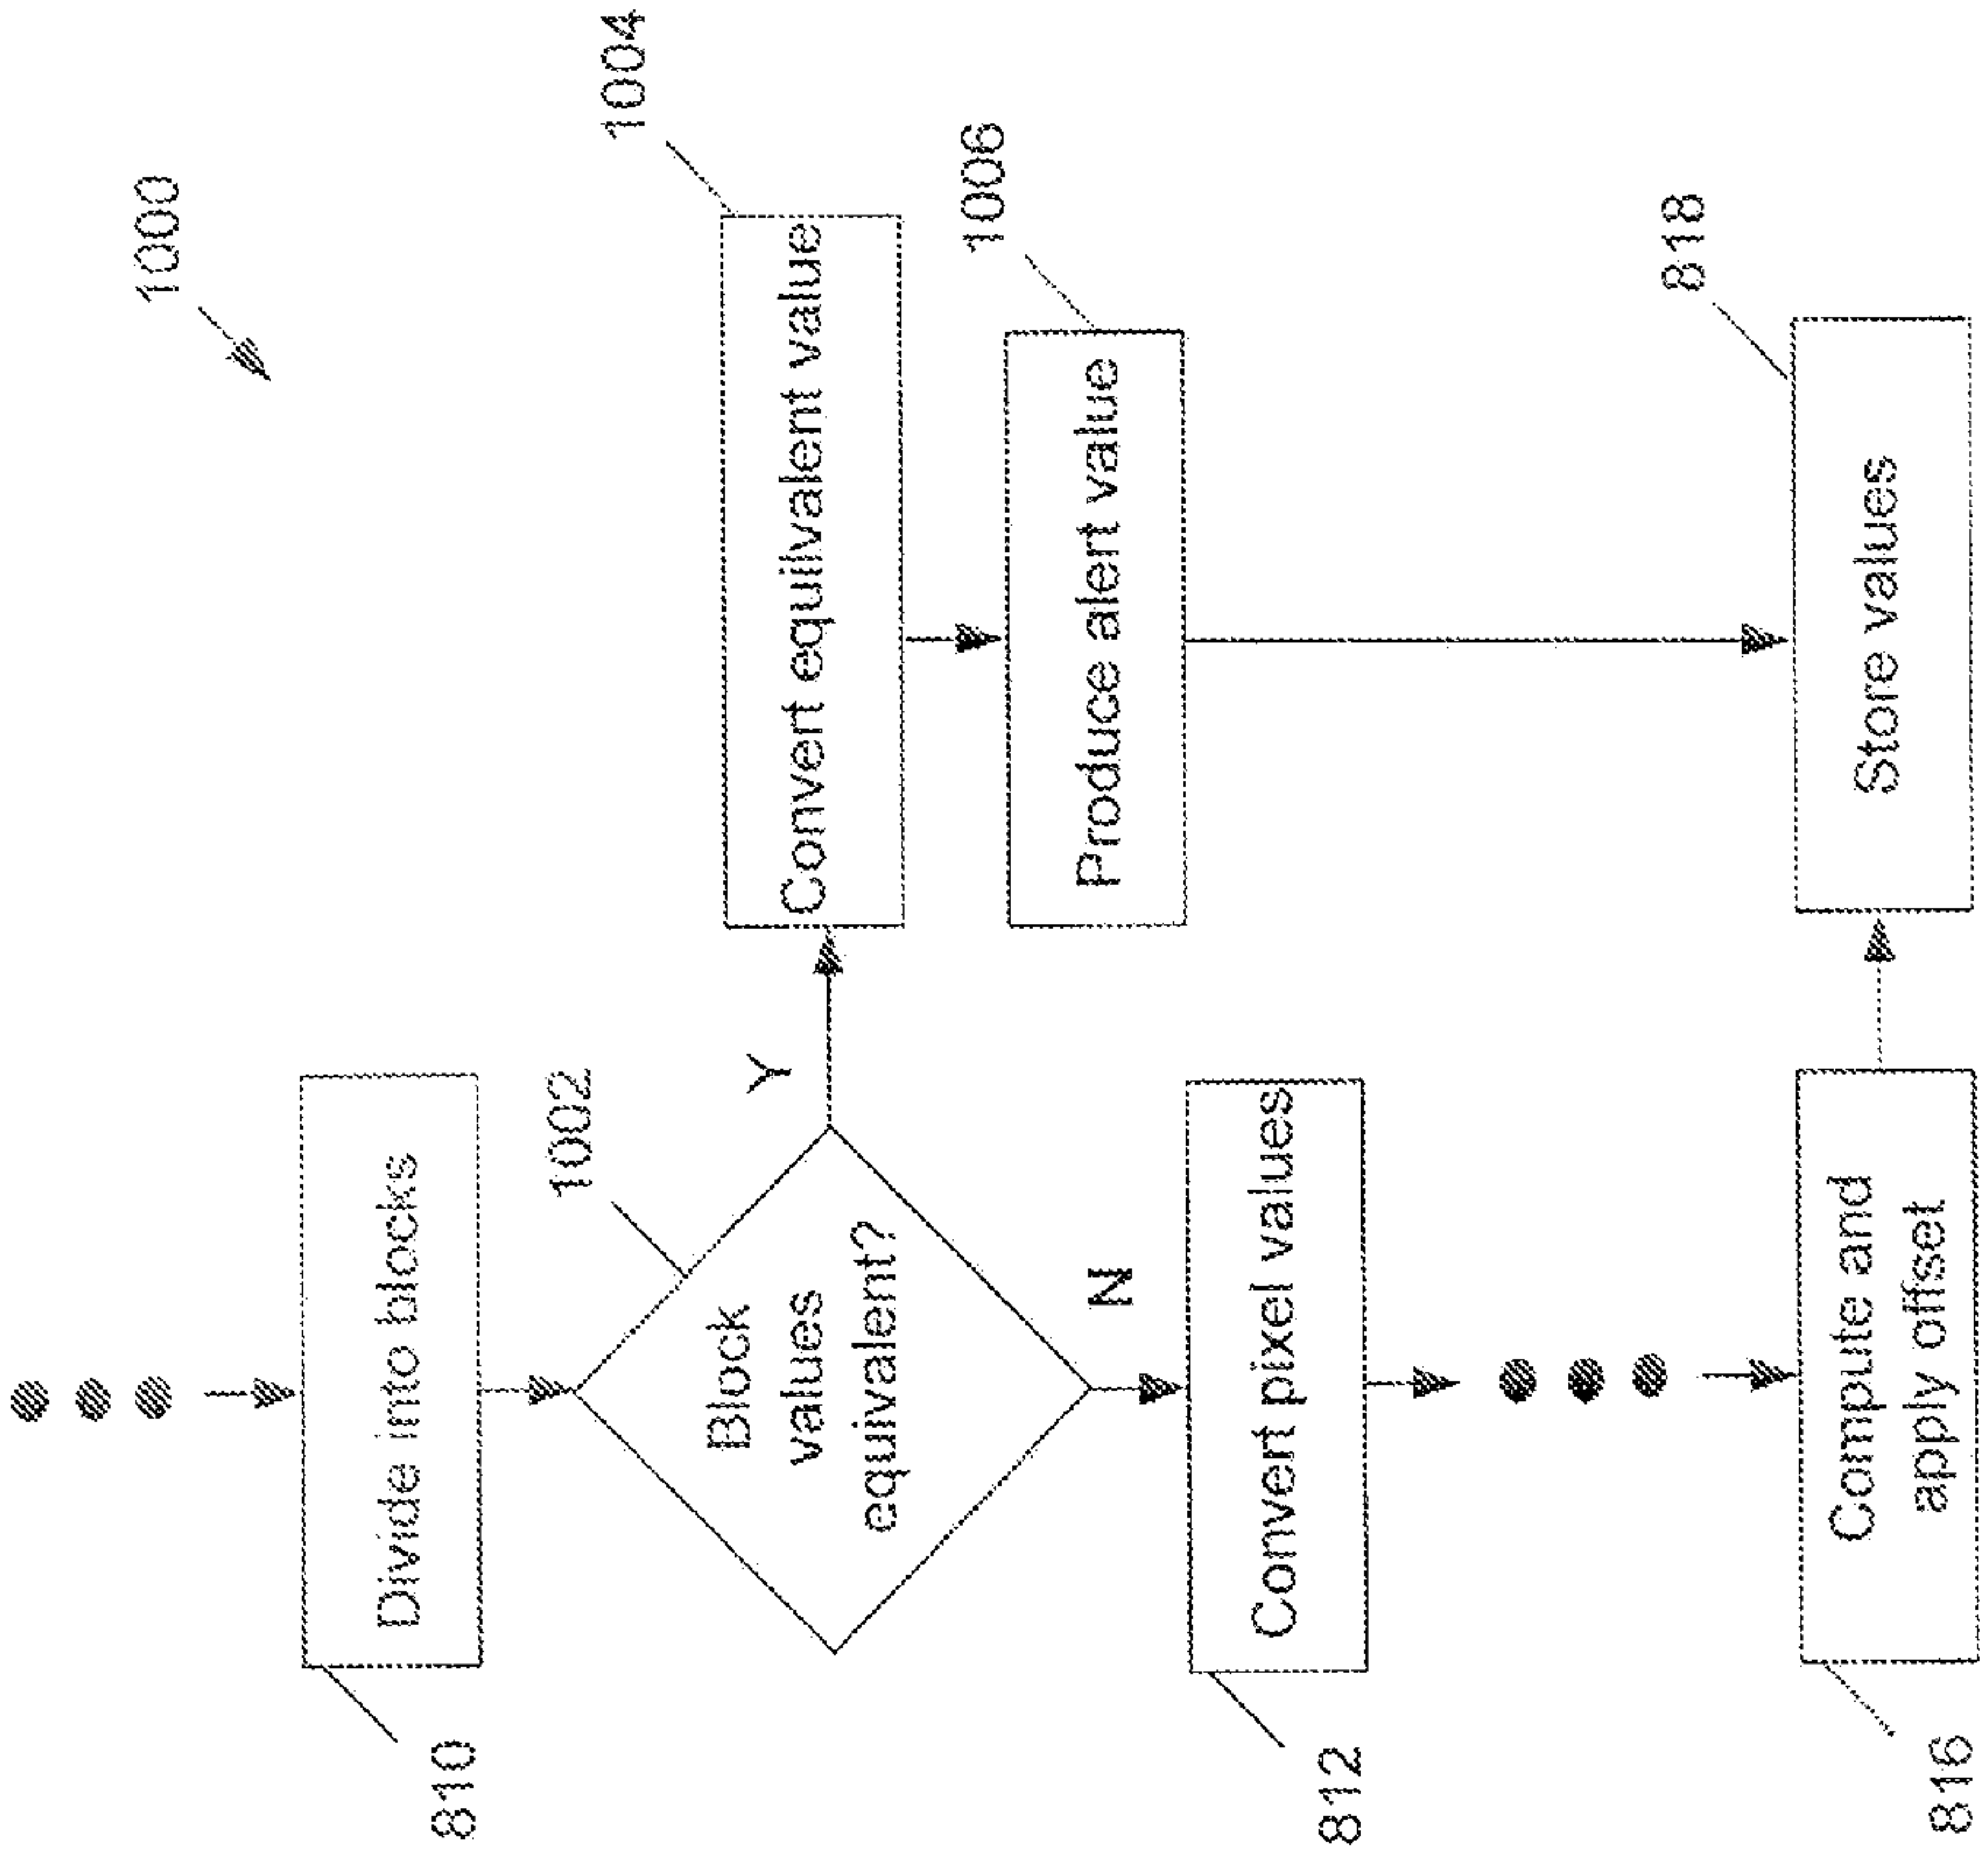 1000
Divide into blocks
810
1002
Block
values
equivalent?
Y
N
Convert equilvalent value
1004
Produce alert value
1006
Convert pixel values
812
Compute and
apply offset
816
Store values
818